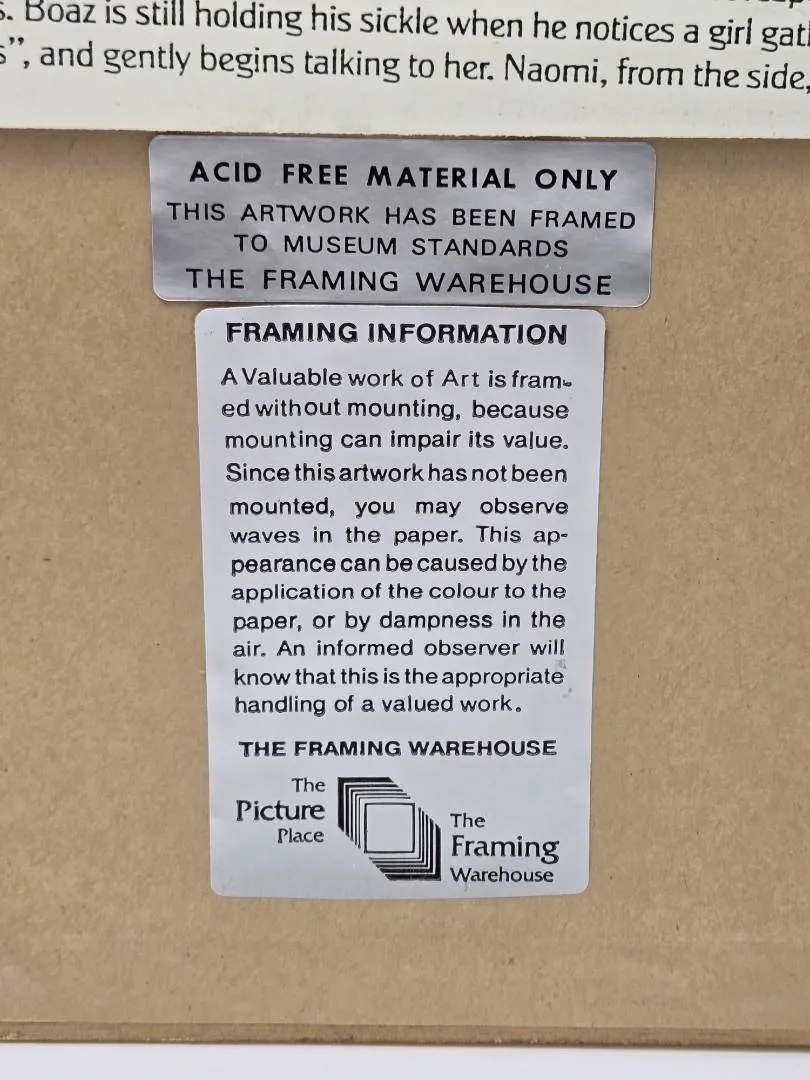 s. Boaz is still holding his sickle when he notices a girl
s”, and gently begins talking to her. Naomi, from the side,
ACID FREE MATERIAL ONLY
THIS ARTWORK HAS BEEN FRAMED
TO MUSEUM STANDARDS
THE FRAMING WAREHOUSE
FRAMING INFORMATION
A Valuable work of Art is fram-
ed without mounting, because
mounting can impair its value.
Since this artwork has not been
mounted, you may observe
waves in the paper. This ap-
pearance can be caused by the
application of the colour to the
paper, or by dampness in the
air. An informed observer will
know that this is the appropriate
handling of a valued work.
THE FRAMING WAREHOUSE
The
Picture
Place
The
Framing
Warehouse